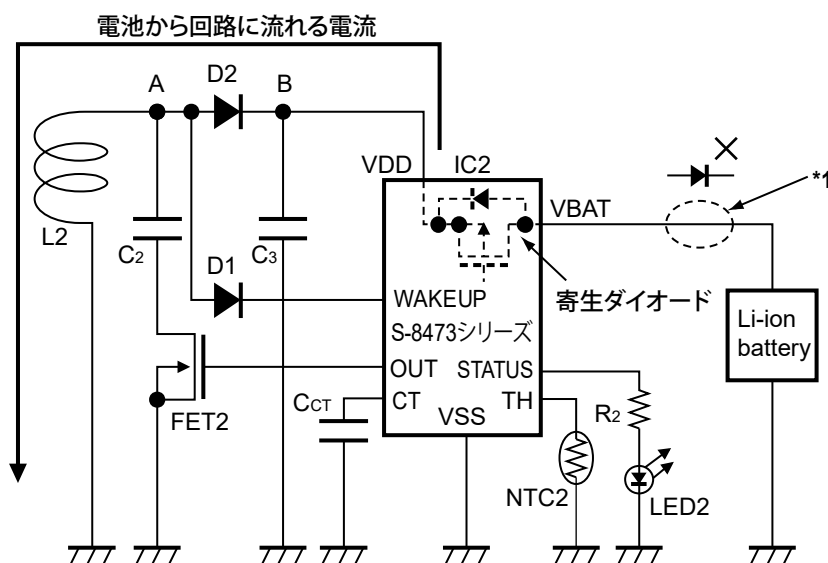 電池から回路に流れる電流
A
D2
B
VDD
IC2
VBAT
*1
L2
C2
D1
C3
寄生ダイオード
WAKEUP
S-8473シリーズ
Li-ion
battery
OUT
STATUS
CT
TH
VSS
FET2
CCT
R2
NTC2
LED2